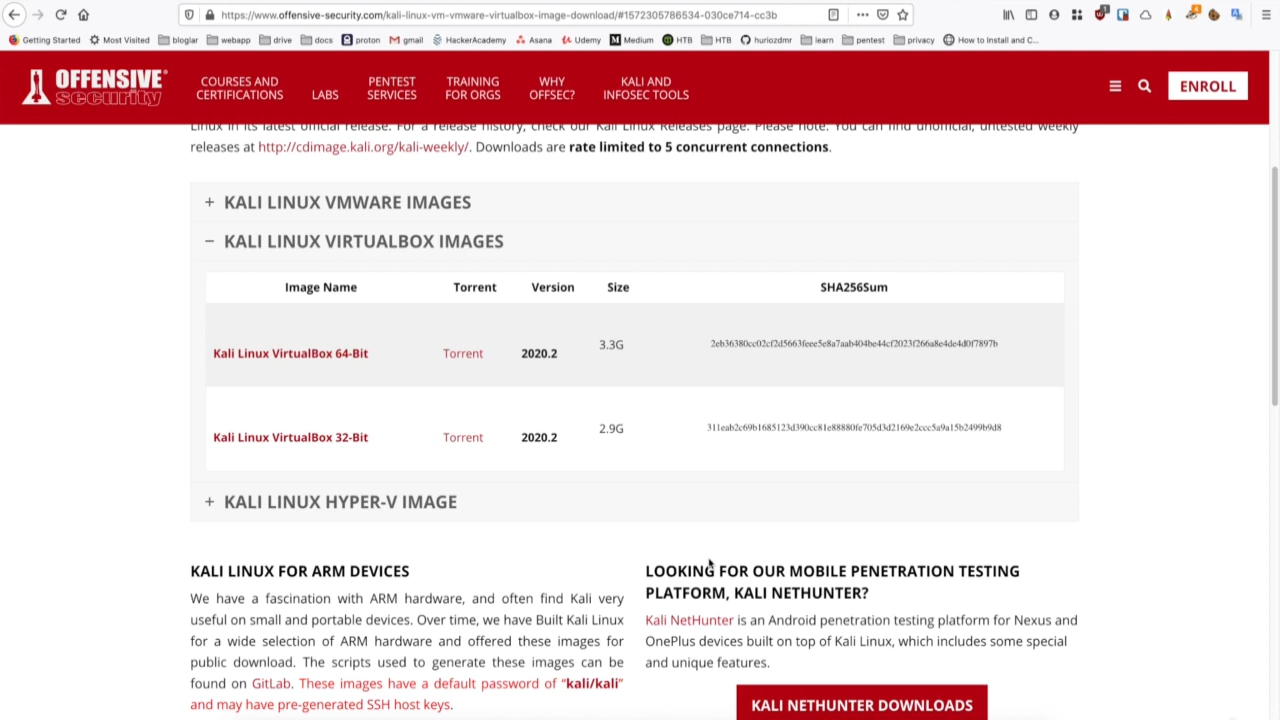 https://www.offensive-security.com/kali-linux-vm-vmware-virtualbox-image-download/#1572305786534-030ce714-cc3b
Getting Started Most Visited bloglar webapp drive docs proton gmail HackerAcademy Asana Udemy Medium HTB HTB huriozdmr learn pentest privacy How to Install and C...
OFFENSIVE security
COURSES AND CERTIFICATIONS LABS PENTEST SERVICES TRAINING FOR ORGS WHY OFFSEC? KALI AND INFOSEC TOOLS ENROLL
Linux in its latest official release. For a release history, check our Kali Linux Releases page. Please note: You can find unofficial, untested weekly
releases at http://cdimage.kali.org/kali-weekly/. Downloads are rate limited to 5 concurrent connections.
+ KALI LINUX VMWARE IMAGES
− KALI LINUX VIRTUALBOX IMAGES
Image Name Torrent Version Size SHA256Sum
Kali Linux VirtualBox 64-Bit Torrent 2020.2 3.3G 2eb36380cc02cf2d5663feee5e8a7aab404be44cf2023f266a8e4de4d0f7897b
Kali Linux VirtualBox 32-Bit Torrent 2020.2 2.9G 311eab2c69b1685123d390cc81e88880fe705d3d2169e2ccc5a9a15b2499b9d8
+ KALI LINUX HYPER-V IMAGE
KALI LINUX FOR ARM DEVICES
We have a fascination with ARM hardware, and often find Kali very
useful on small and portable devices. Over time, we have Built Kali Linux
for a wide selection of ARM hardware and offered these images for
public download. The scripts used to generate these images can be
found on GitLab. These images have a default password of “kali/kali”
and may have pre-generated SSH host keys.
LOOKING FOR OUR MOBILE PENETRATION TESTING
PLATFORM, KALI NETHUNTER?
Kali NetHunter is an Android penetration testing platform for Nexus and
OnePlus devices built on top of Kali Linux, which includes some special
and unique features.
KALI NETHUNTER DOWNLOADS